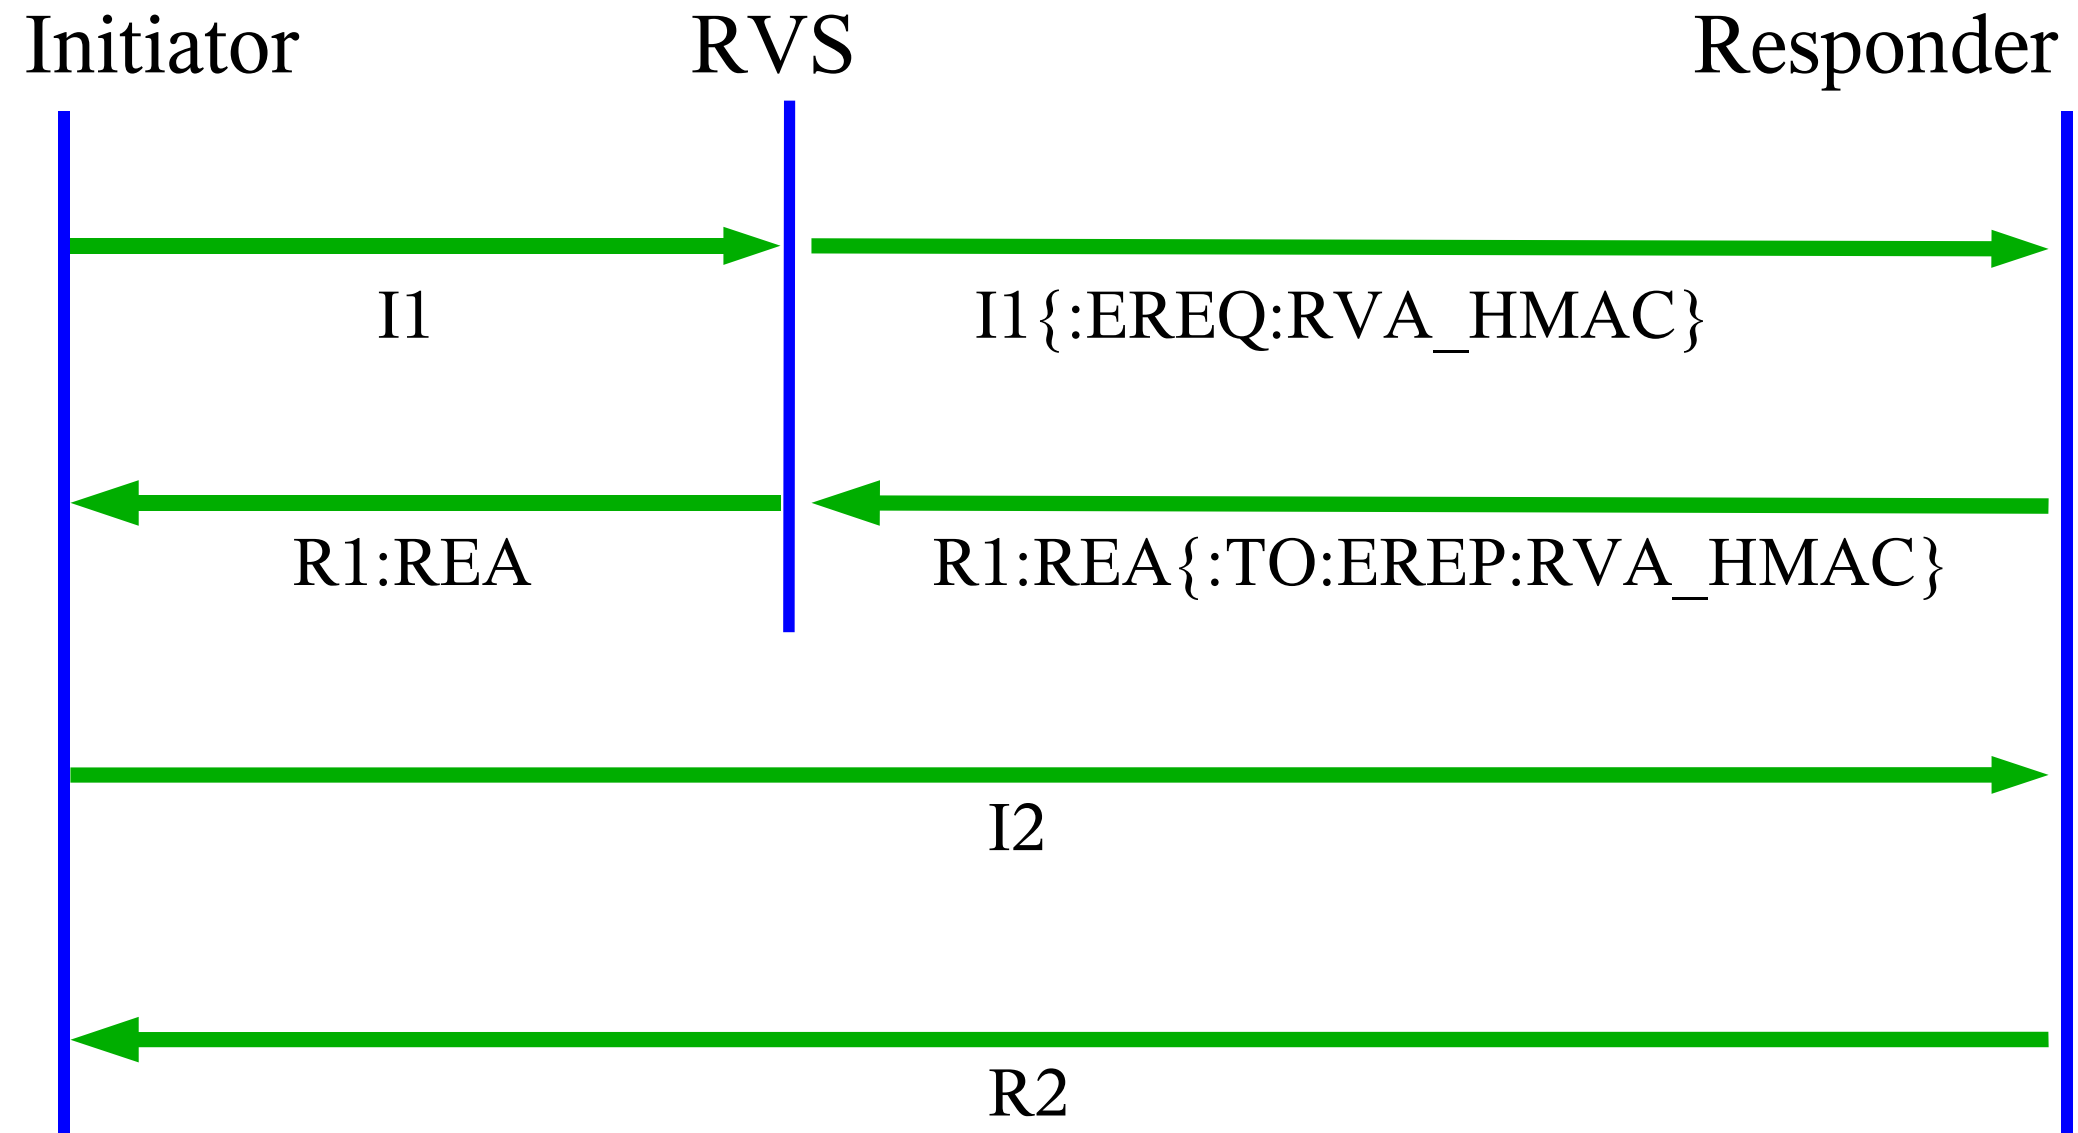 Initiator RVS Responder
I1 I1{:EREQ:RVA_HMAC}
R1:REA R1:REA{:TO:EREP:RVA_HMAC}
I2
R2